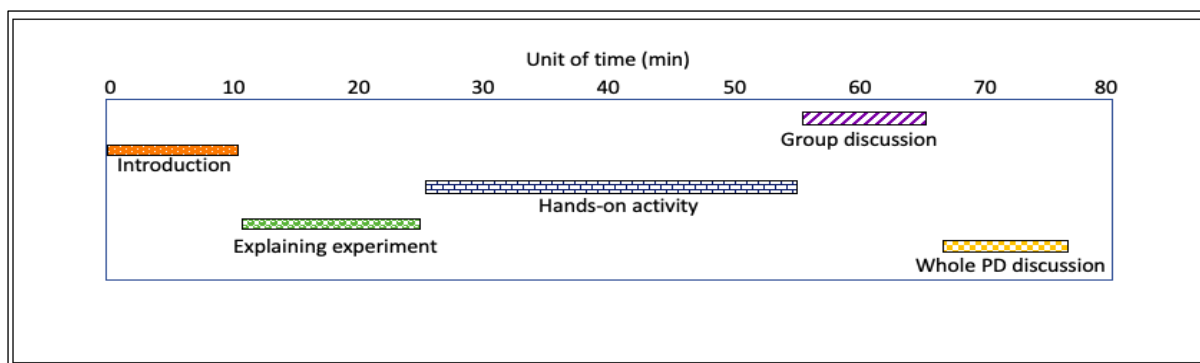 Unit of time (min)
0 10 20 30 40 50 60 70 80
Group discussion
Introduction
Hands-on activity
Explaining experiment
Whole PD discussion